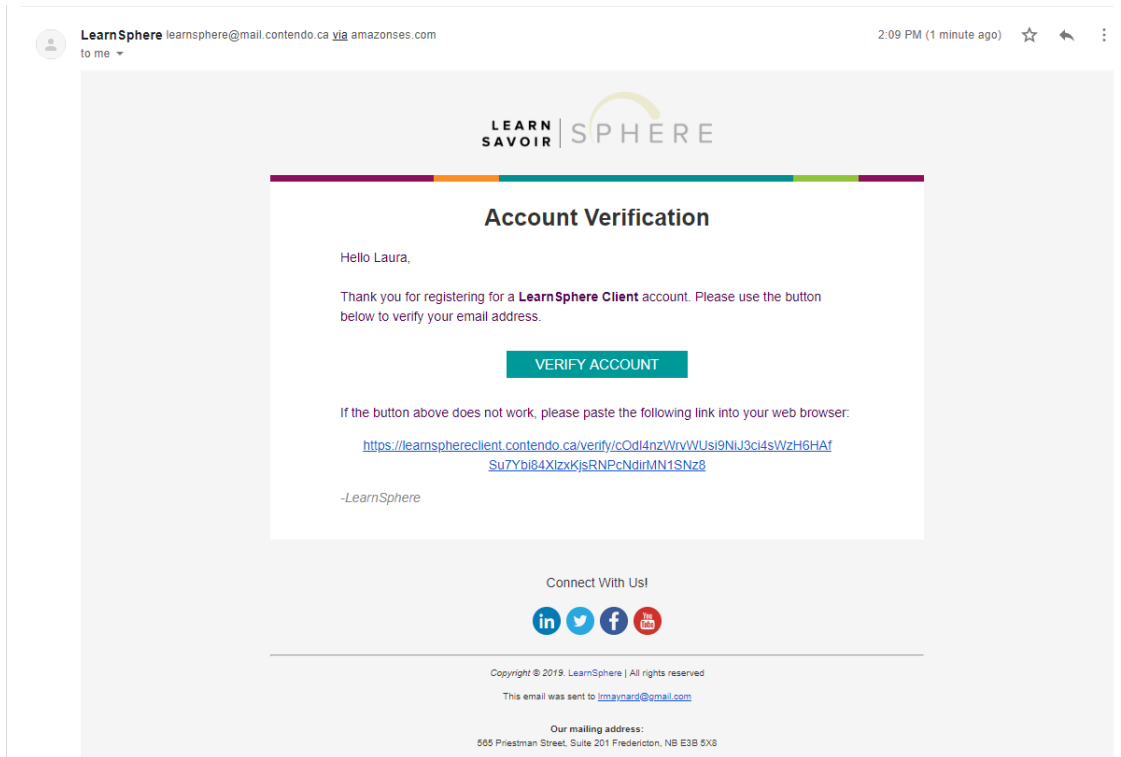 LearnSphere learnsphere@mail.contendo.ca via amazonses.com 2:09 PM (1 minute ago)
to me
LEARN
SAVOIR
SPHERE
Account Verification
Hello Laura,
Thank you for registering for a LearnSphere Client account. Please use the button
below to verify your email address.
VERIFY ACCOUNT
If the button above does not work, please paste the following link into your web browser:
https://learnsphereclient.contendo.ca/verify/cOdI4nzWrvWUsi9NiJ3ci4sWzH6HAf
Su7Ybi84XlzxKjsRNPcNdirMN1SNz8
-LearnSphere
Connect With Us!
in
f
You
Tube
Copyright © 2019. LearnSphere | All rights reserved
This email was sent to lrmaynard@gmail.com
Our mailing address:
565 Priestman Street, Suite 201 Fredericton, NB E3B 5X8